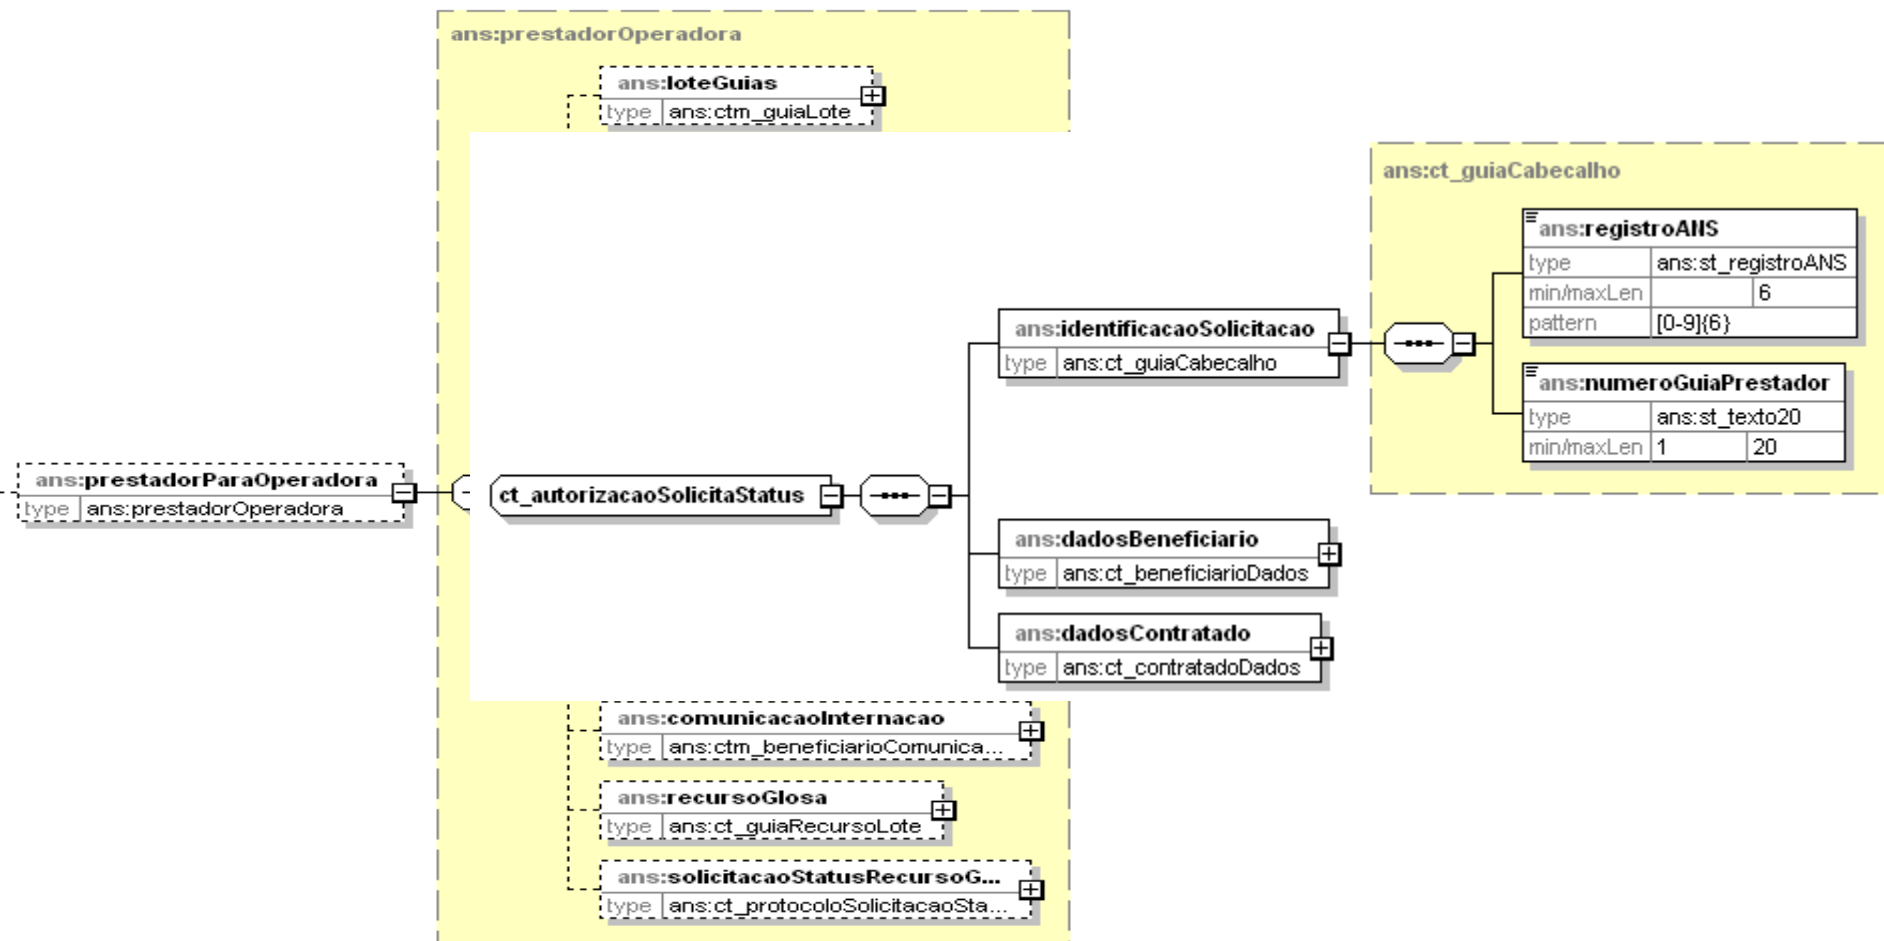 ans:prestadorOperadora
ans:loteGuias
type ans:ctm_guiaLote
ans:ct_guiaCabecalho
ans:registroANS
type ans:st_registroANS
min/maxLen 6
pattern [0-9]{6}
ans:identificacaoSolicitacao
type ans:ct_guiaCabecalho
ans:numeroGuiaPrestador
type ans:st_texto20
min/maxLen 1 20
ans:prestadorParaOperadora
type ans:prestadorOperadora
ct_autorizacaoSolicitaStatus
ans:dadosBeneficiario
type ans:ct_beneficiarioDados
ans:dadosContratado
type ans:ct_contratadoDados
ans:comunicacaoInternacao
type ans:ctm_beneficiarioComunica...
ans:recursoGlosa
type ans:ct_guiaRecursoLote
ans:solicitacaoStatusRecursoG...
type ans:ct_protocoloSolicitacaoSta...